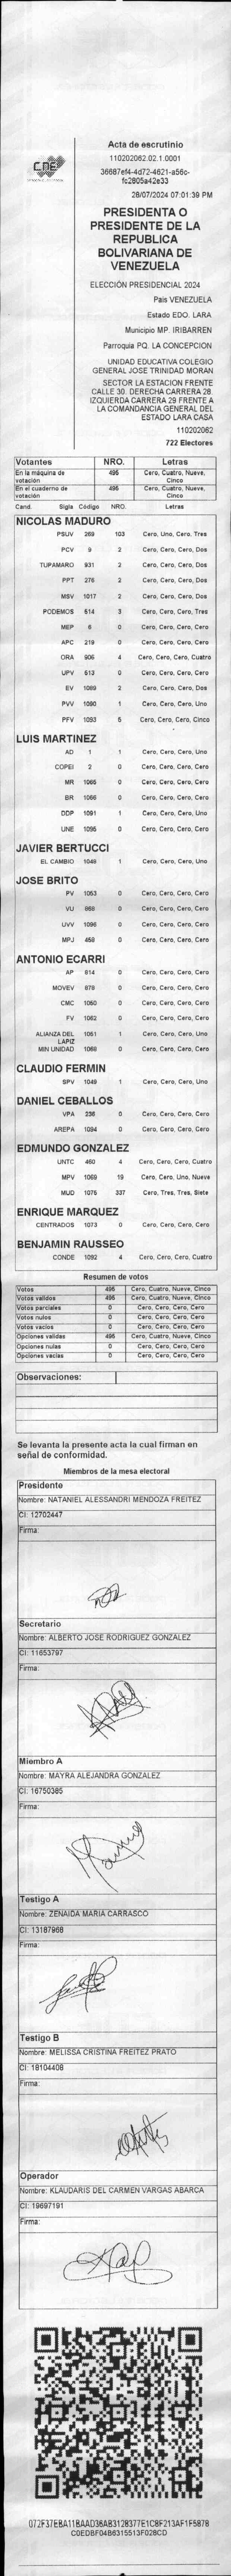 CNE
Acta de escrutinio
110202062.02.1.0001
36687ef4-4d72-4621-a56c-
fc2805a42e33
28/07/2024 07:01:39 PM
PRESIDENTA O
PRESIDENTE DE LA
REPUBLICA
BOLIVARIANA DE
VENEZUELA
ELECCIÓN PRESIDENCIAL 2024
Pais VENEZUELA
Estado EDO. LARA
Municipio MP. IRIBARREN
Parroquia PQ. LA CONCEPCION
UNIDAD EDUCATIVA COLEGIO
GENERAL JOSE TRINIDAD MORAN
SECTOR LA ESTACION FRENTE
CALLE 30. DERECHA CARRERA 28.
IZQUIERDA CARRERA 29 FRENTE A
LA COMANDANCIA GENERAL DEL
ESTADO LARA CASA
110202062
722 Electores
Votantes NRO. Letras
En la máquina de votación 495 Cero, Cuatro, Nueve, Cinco
En el cuaderno de votación 495 Cero, Cuatro, Nueve, Cinco
Cand. Sigla Código NRO. Letras
NICOLAS MADURO
PSUV 269 103 Cero, Uno, Cero, Tres
PCV 9 2 Cero, Cero, Cero, Dos
TUPAMARO 931 2 Cero, Cero, Cero, Dos
PPT 276 2 Cero, Cero, Cero, Dos
MSV 1017 2 Cero, Cero, Cero, Dos
PODEMOS 514 3 Cero, Cero, Cero, Tres
MEP 6 0 Cero, Cero, Cero, Cero
APC 219 0 Cero, Cero, Cero, Cero
ORA 906 4 Cero, Cero, Cero, Cuatro
UPV 513 0 Cero, Cero, Cero, Cero
EV 1089 2 Cero, Cero, Cero, Dos
PVV 1090 1 Cero, Cero, Cero, Uno
PFV 1093 5 Cero, Cero, Cero, Cinco
LUIS MARTINEZ
AD 1 1 Cero, Cero, Cero, Uno
COPEI 2 0 Cero, Cero, Cero, Cero
MR 1065 0 Cero, Cero, Cero, Cero
BR 1066 0 Cero, Cero, Cero, Cero
DDP 1091 1 Cero, Cero, Cero, Uno
UNE 1095 0 Cero, Cero, Cero, Cero
JAVIER BERTUCCI
EL CAMBIO 1048 1 Cero, Cero, Cero, Uno
JOSE BRITO
PV 1053 0 Cero, Cero, Cero, Cero
VU 868 0 Cero, Cero, Cero, Cero
UVV 1096 0 Cero, Cero, Cero, Cero
MPJ 458 0 Cero, Cero, Cero, Cero
ANTONIO ECARRI
AP 814 0 Cero, Cero, Cero, Cero
MOVEV 878 0 Cero, Cero, Cero, Cero
CMC 1050 0 Cero, Cero, Cero, Cero
FV 1062 0 Cero, Cero, Cero, Cero
ALIANZA DEL LAPIZ 1051 1 Cero, Cero, Cero, Uno
MIN UNIDAD 1068 0 Cero, Cero, Cero, Cero
CLAUDIO FERMIN
SPV 1049 1 Cero, Cero, Cero, Uno
DANIEL CEBALLOS
VPA 236 0 Cero, Cero, Cero, Cero
AREPA 1094 0 Cero, Cero, Cero, Cero
EDMUNDO GONZALEZ
UNTC 460 4 Cero, Cero, Cero, Cuatro
MPV 1069 19 Cero, Cero, Uno, Nueve
MUD 1076 337 Cero, Tres, Tres, Siete
ENRIQUE MARQUEZ
CENTRADOS 1073 0 Cero, Cero, Cero, Cero
BENJAMIN RAUSSEO
CONDE 1092 4 Cero, Cero, Cero, Cuatro
Resumen de votos
Votos 495 Cero, Cuatro, Nueve, Cinco
Votos validos 495 Cero, Cuatro, Nueve, Cinco
Votos parciales 0 Cero, Cero, Cero, Cero
Votos nulos 0 Cero, Cero, Cero, Cero
Votos vacios 0 Cero, Cero, Cero, Cero
Opciones validas 495 Cero, Cuatro, Nueve, Cinco
Opciones nulas 0 Cero, Cero, Cero, Cero
Opciones vacias 0 Cero, Cero, Cero, Cero
Observaciones:
Se levanta la presente acta la cual firman en
señal de conformidad.
Miembros de la mesa electoral
Presidente
Nombre: NATANIEL ALESSANDRI MENDOZA FREITEZ
CI: 12702447
Firma:
Secretario
Nombre: ALBERTO JOSE RODRIGUEZ GONZALEZ
CI: 11653797
Firma:
Miembro A
Nombre: MAYRA ALEJANDRA GONZALEZ
CI: 16750385
Firma:
Testigo A
Nombre: ZENAIDA MARIA CARRASCO
CI: 13187968
Firma:
Testigo B
Nombre: MELISSA CRISTINA FREITEZ PRATO
CI: 18104408
Firma:
Operador
Nombre: KLAUDARIS DEL CARMEN VARGAS ABARCA
CI: 19697191
Firma:
072F37EBA11BAAD36AB3128377E1C8F213AF1F5878
C0EDBF04B6315513F028CD